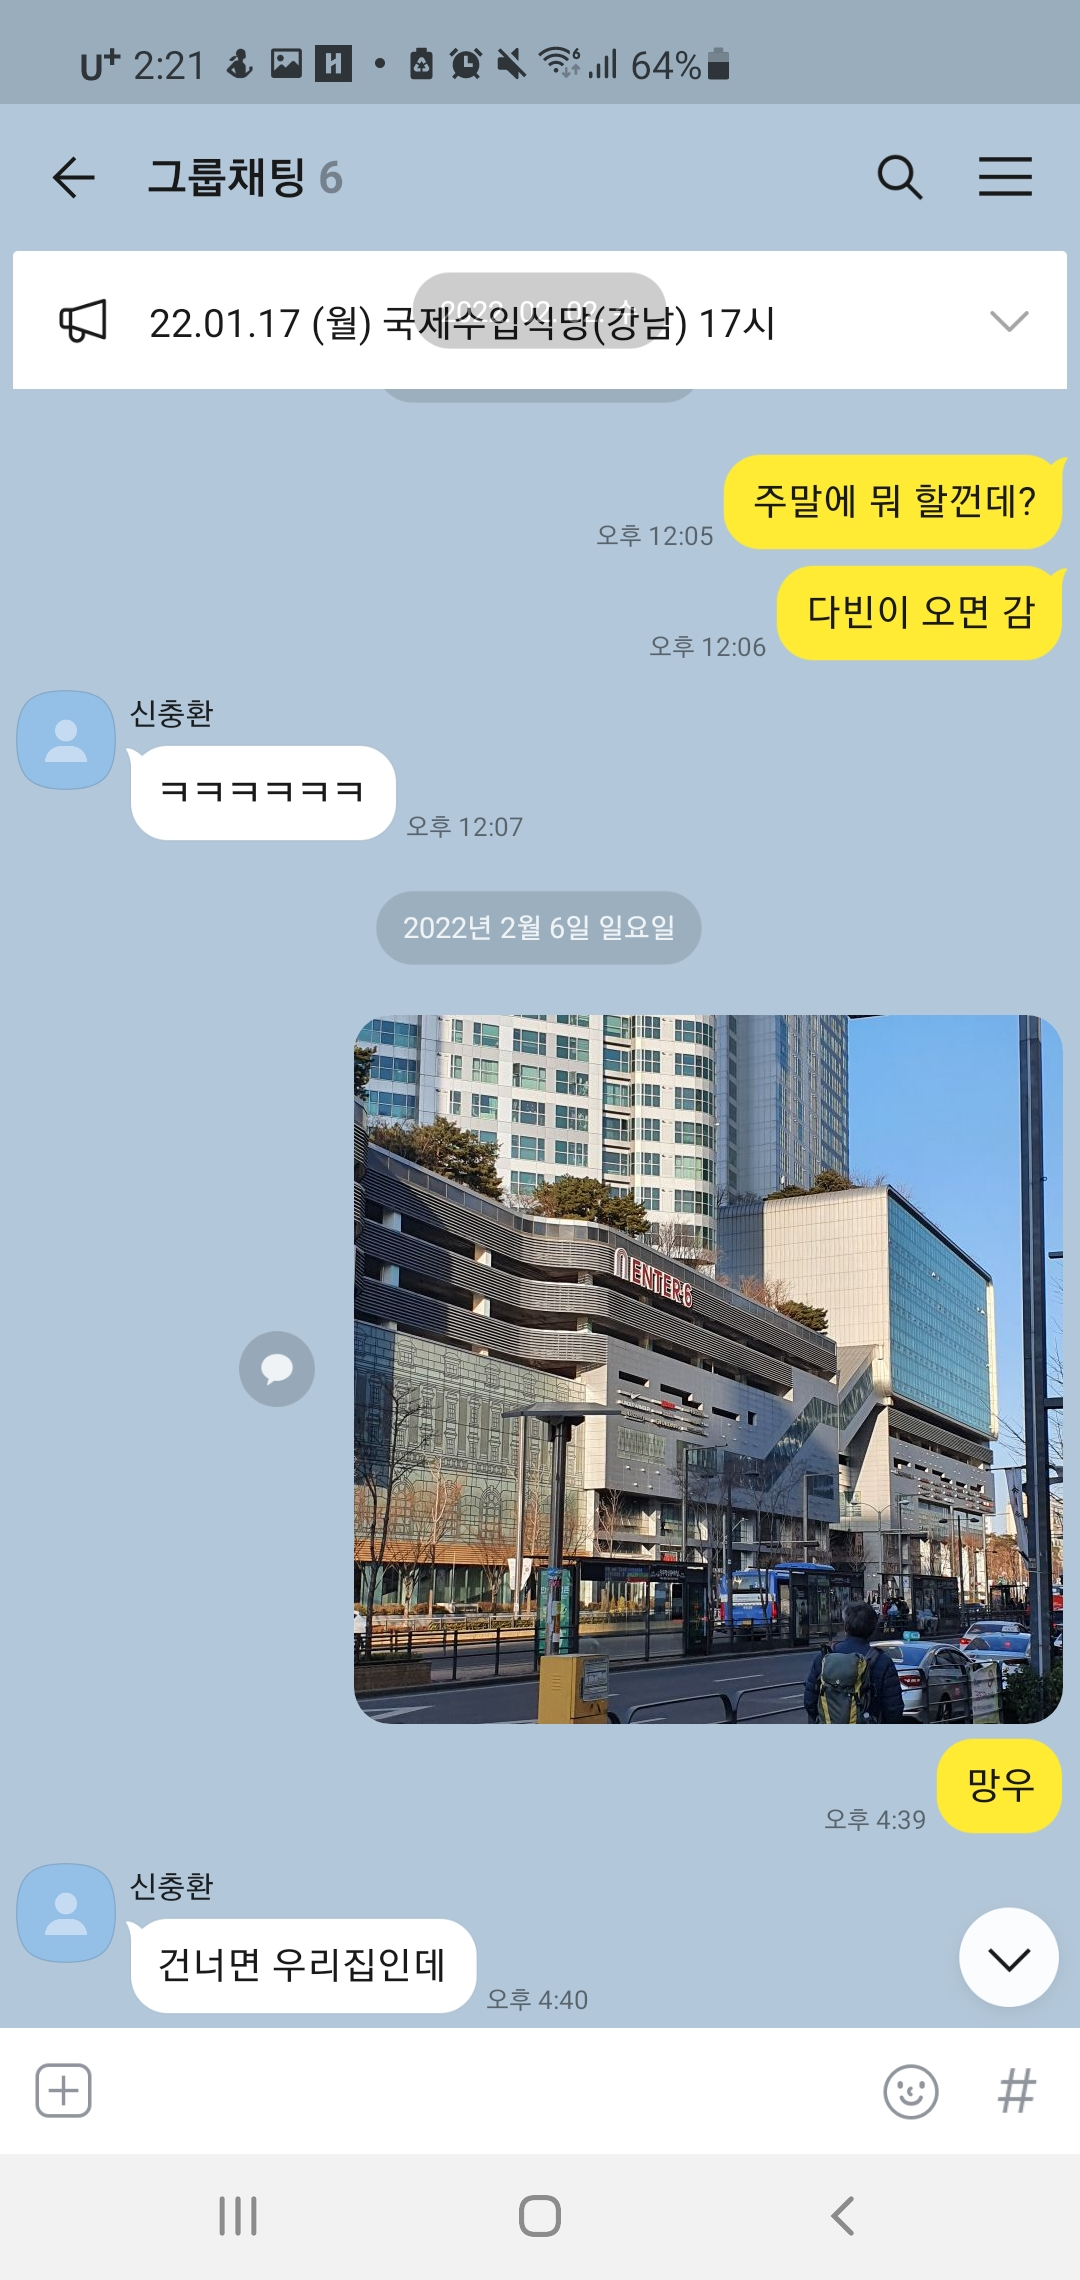 U+ 2:21 64%
그룹채팅 6
22.01.17 (월) 국제수입식당(강남) 17시
주말에 뭐 할껀데?
오후 12:05
다빈이 오면 감
오후 12:06
신충환
ㅋㅋㅋㅋㅋㅋ
오후 12:07
2022년 2월 6일 일요일
ENTER-6
망우
오후 4:39
신충환
건너면 우리집인데
오후 4:40
#